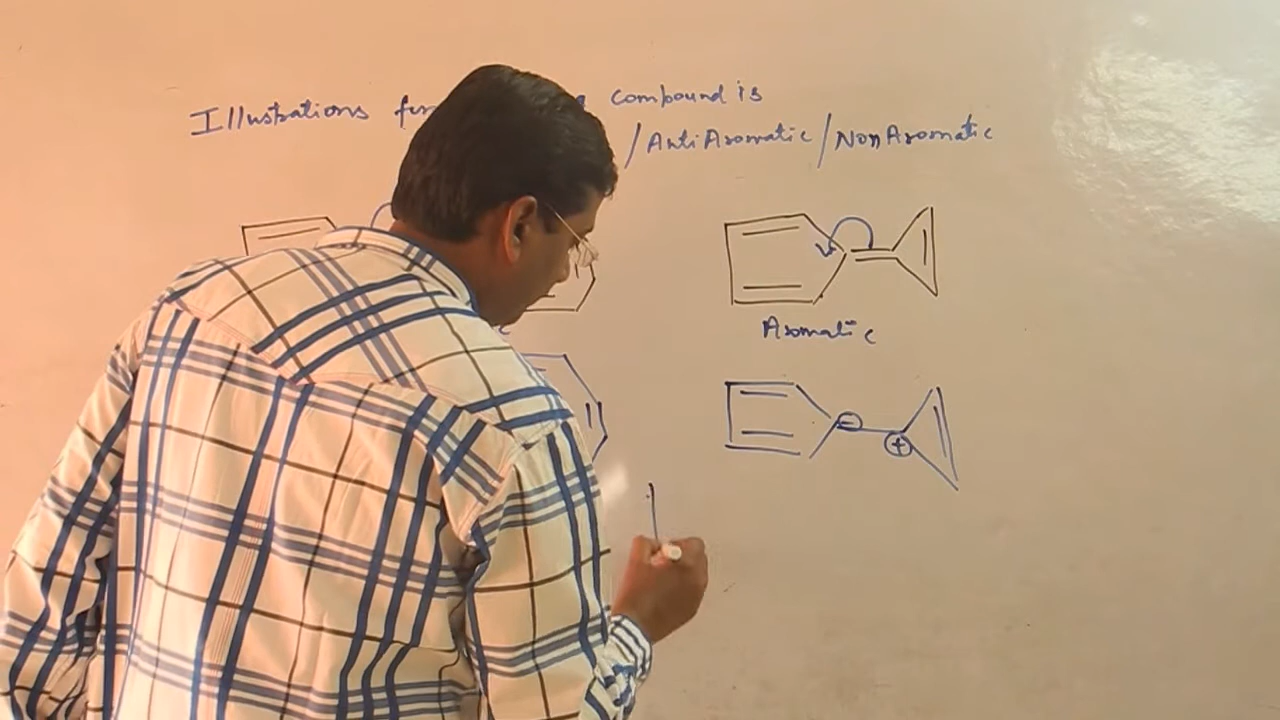 Illustrations compound is
/AntiAromatic/NonAromatic
Aromatic
⊖
⊕